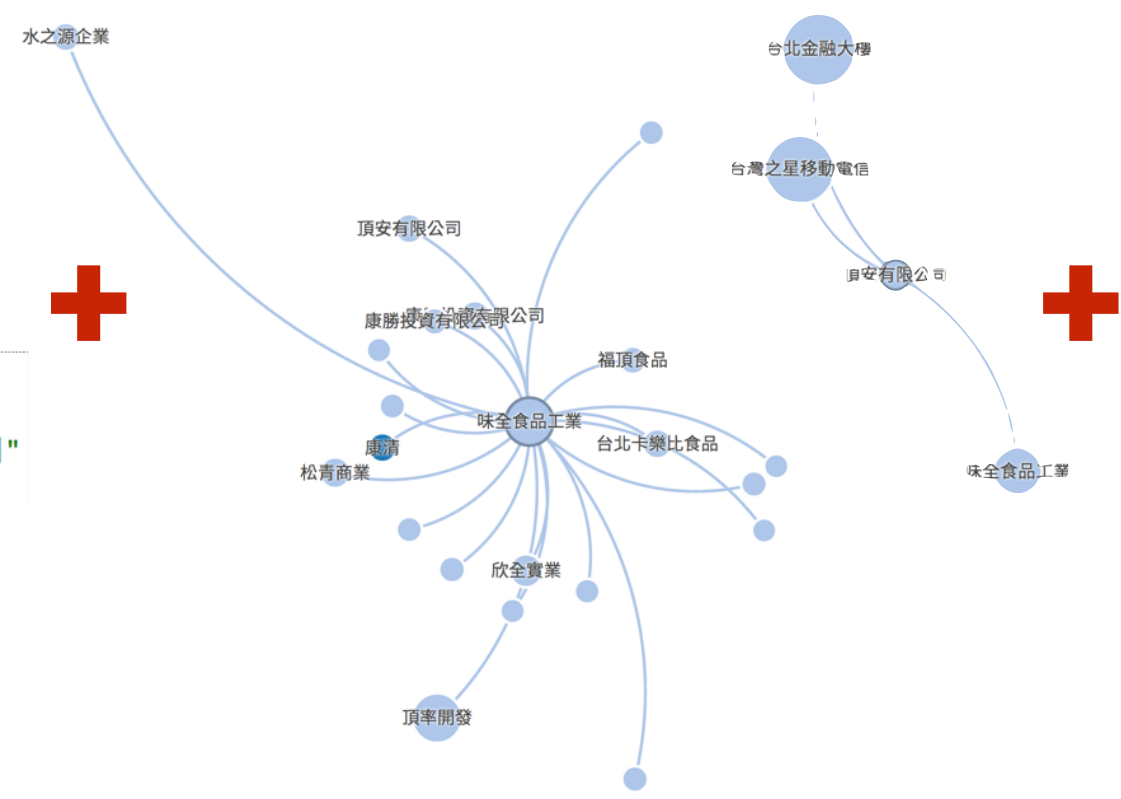 水之源企業
台北金融大樓
台灣之星移動電信
頂安有限公司
頂安有限公司
康勝投資有限公司
有限公司
福頂食品
味全食品工業
台北卡樂比食品
康清
"
松青商業
味全食品工業
欣全實業
頂率開發